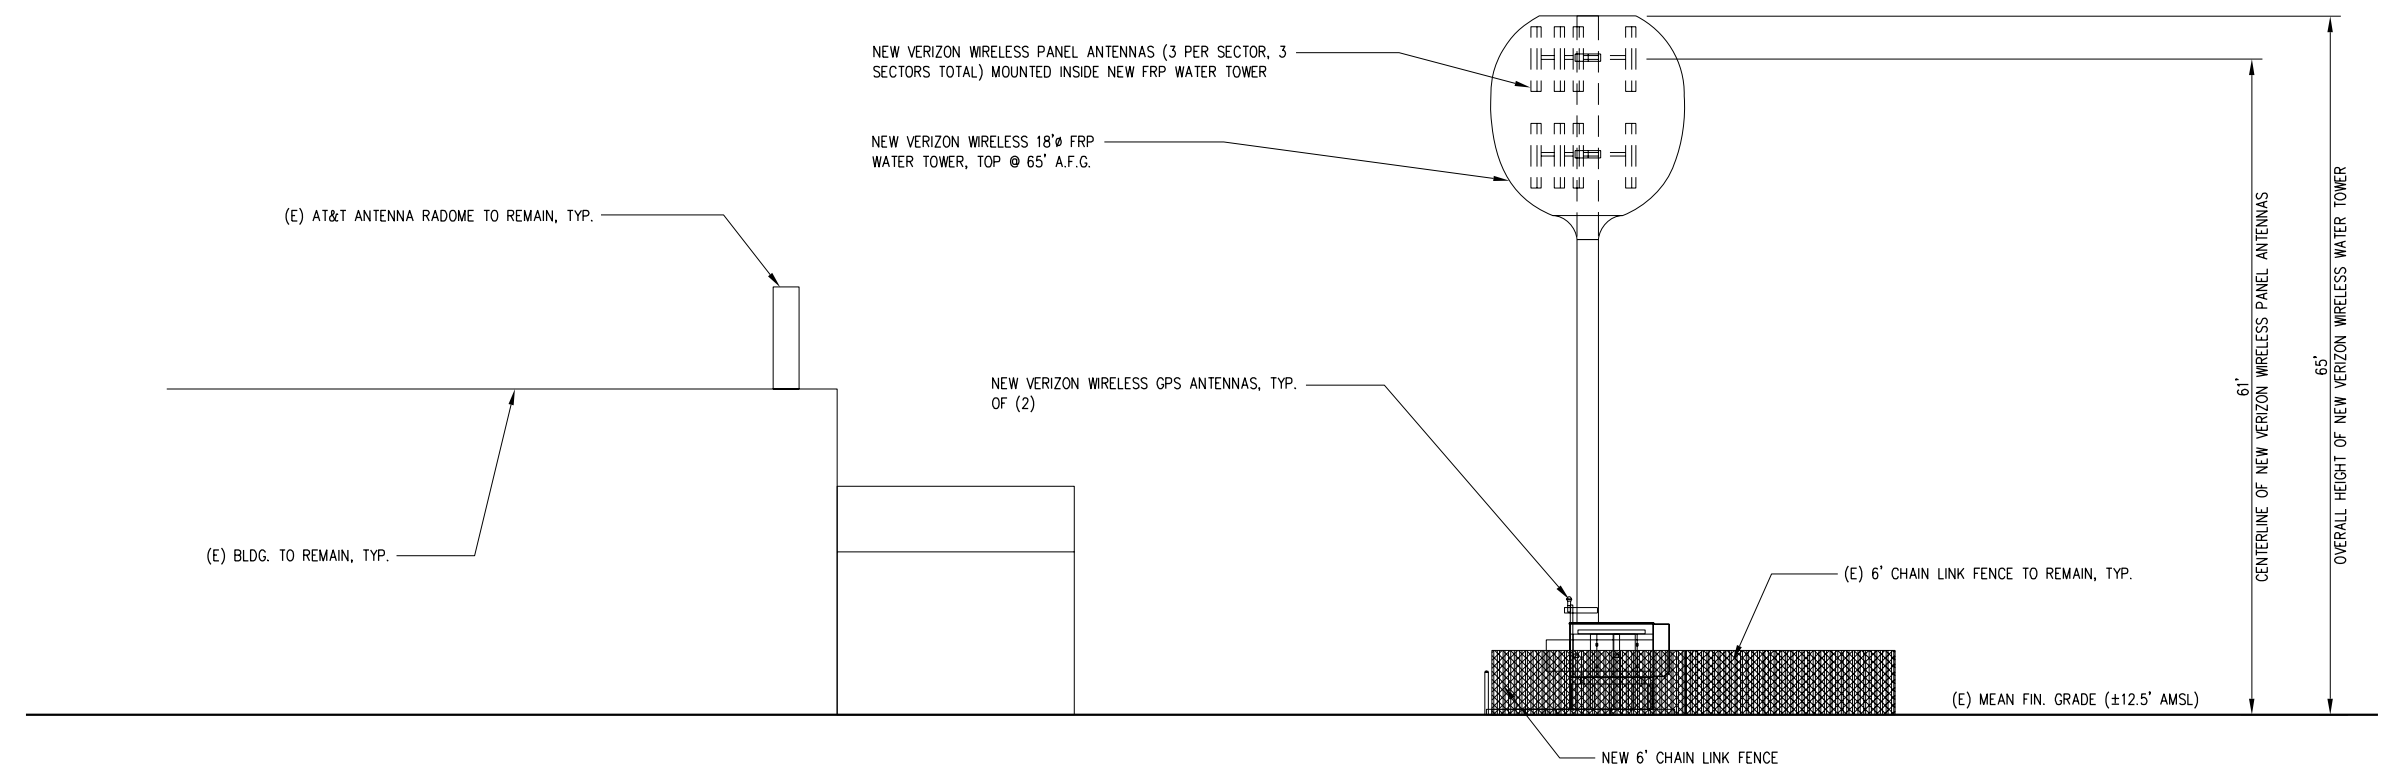 NEW VERIZON WIRELESS PANEL ANTENNAS (3 PER SECTOR, 3
SECTORS TOTAL) MOUNTED INSIDE NEW FRP WATER TOWER
NEW VERIZON WIRELESS 18'ø FRP
WATER TOWER, TOP @ 65' A.F.G.
(E) AT&T ANTENNA RADOME TO REMAIN, TYP.
NEW VERIZON WIRELESS GPS ANTENNAS, TYP.
OF (2)
(E) BLDG. TO REMAIN, TYP.
(E) 6' CHAIN LINK FENCE TO REMAIN, TYP.
(E) MEAN FIN. GRADE (±12.5' AMSL)
NEW 6' CHAIN LINK FENCE
61'
CENTERLINE OF NEW VERIZON WIRELESS PANEL ANTENNAS
65'
OVERALL HEIGHT OF NEW VERIZON WIRELESS WATER TOWER